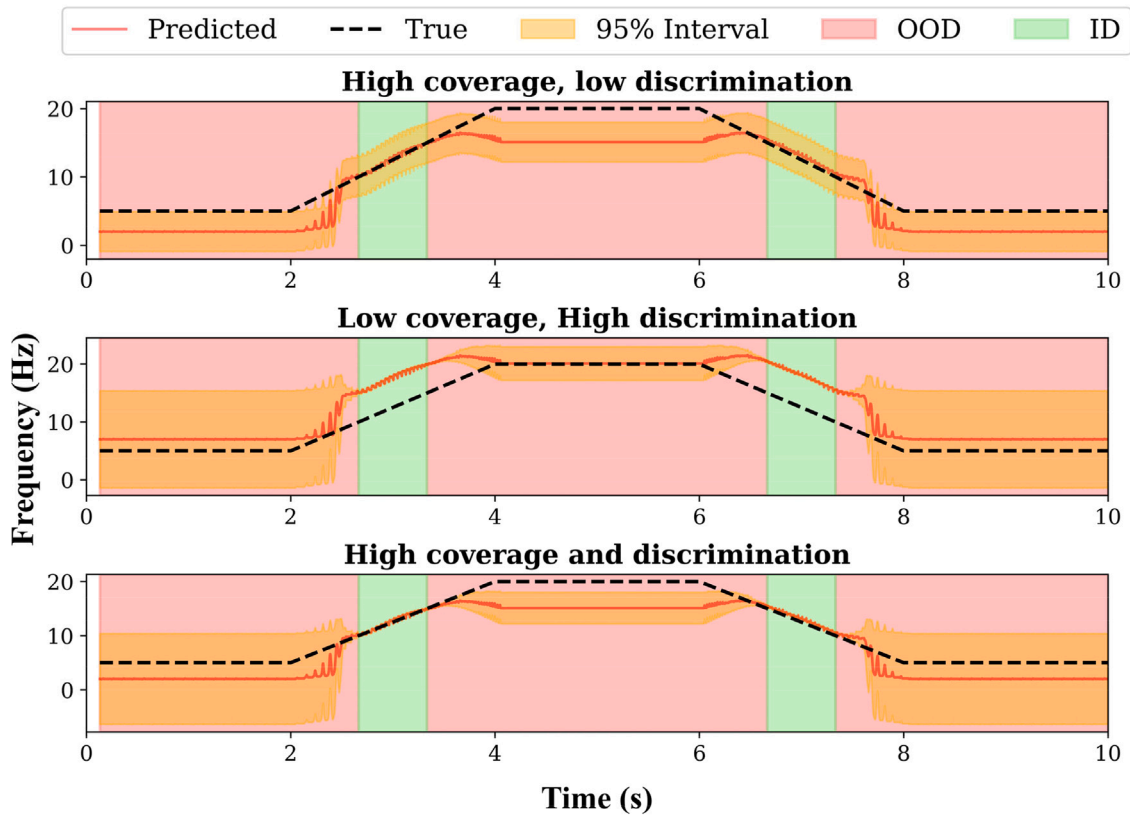 Predicted True 95% Interval OOD ID
High coverage, low discrimination
20
10
0
0 2 4 6 8 10
Low coverage, High discrimination
20
10
0
0 2 4 6 8 10
High coverage and discrimination
20
10
0
0 2 4 6 8 10
Frequency (Hz)
Time (s)